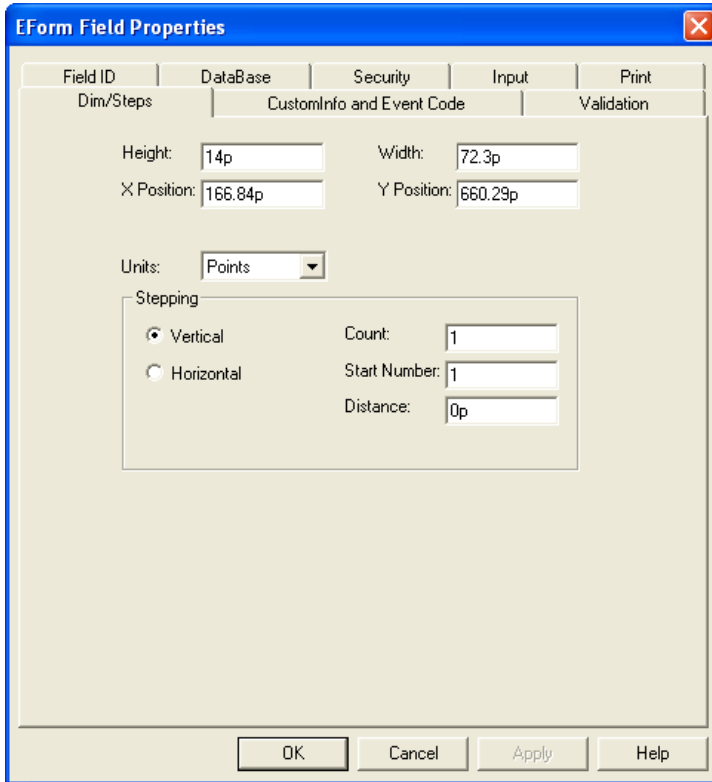 EForm Field Properties
Field ID DataBase Security Input Print
Dim/Steps CustomInfo and Event Code Validation
Height: 14p Width: 72.3p
X Position: 166.84p Y Position: 660.29p
Units: Points
Stepping
Vertical Count: 1
Horizontal Start Number: 1
Distance: 0p
OK Cancel Apply Help